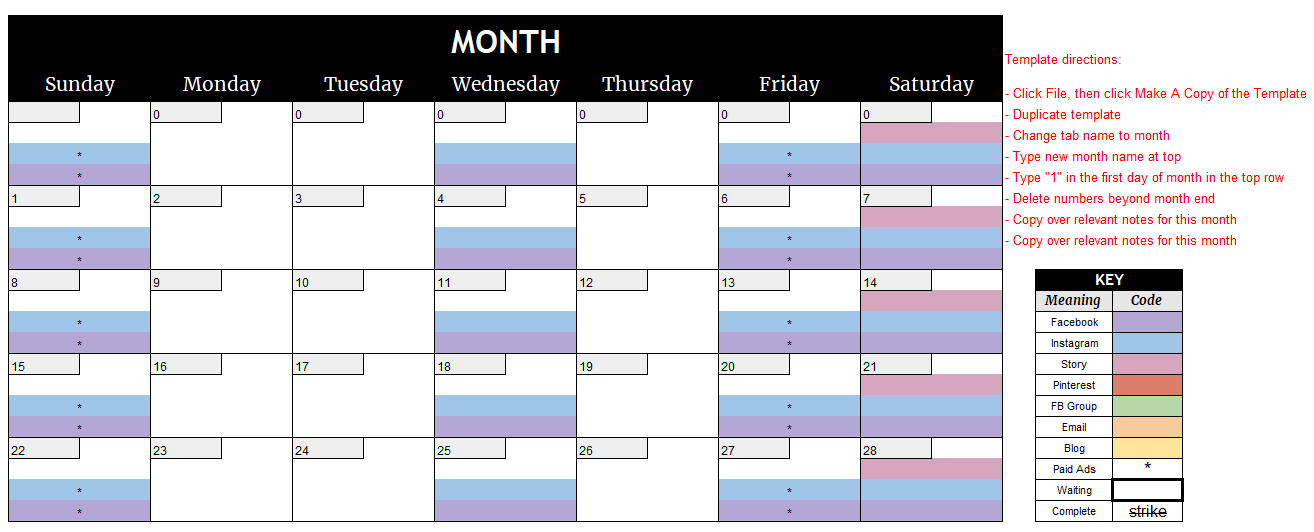 MONTH
Sunday Monday Tuesday Wednesday Thursday Friday Saturday
0 0 0 0 0 0
* *
* *
1 2 3 4 5 6 7
* *
* *
8 9 10 11 12 13 14
* *
* *
15 16 17 18 19 20 21
* *
* *
22 23 24 25 26 27 28
* *
* *
Template directions:
- Click File, then click Make A Copy of the Template
- Duplicate template
- Change tab name to month
- Type new month name at top
- Type "1" in the first day of month in the top row
- Delete numbers beyond month end
- Copy over relevant notes for this month
- Copy over relevant notes for this month
KEY
Meaning Code
Facebook
Instagram
Story
Pinterest
FB Group
Email
Blog
Paid Ads *
Waiting
Complete strike